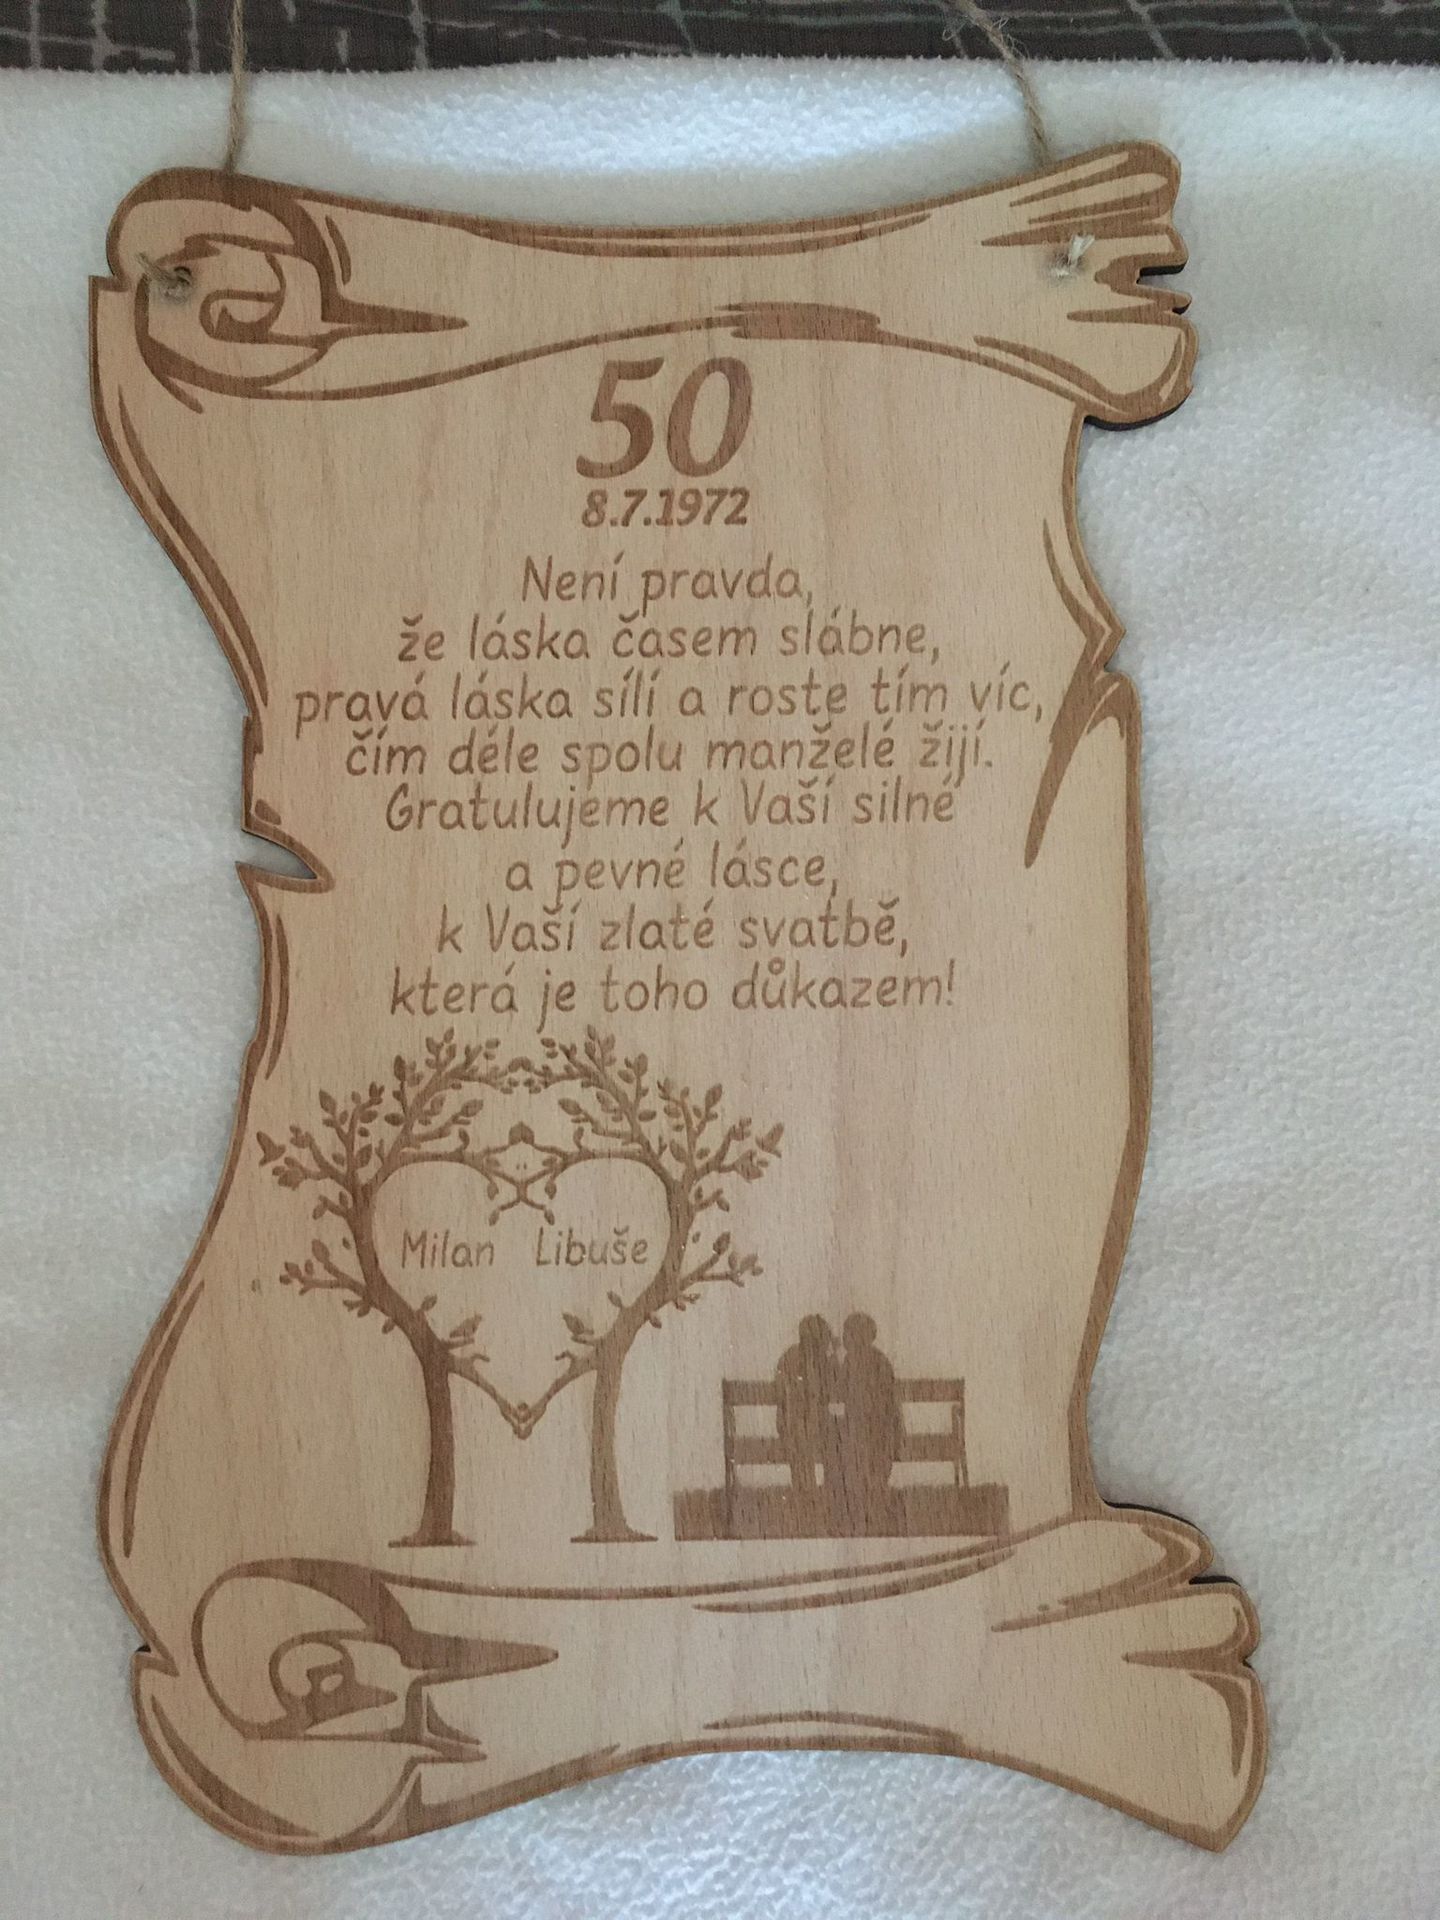 50
8.7.1972
Není pravda,
že láska časem slábne,
pravá láska sílí a roste tím víc,
čím déle spolu manželé žijí.
Gratulujeme k Vaší silné
a pevné lásce,
k Vaší zlaté svatbě,
která je toho důkazem!
Milan Libuše